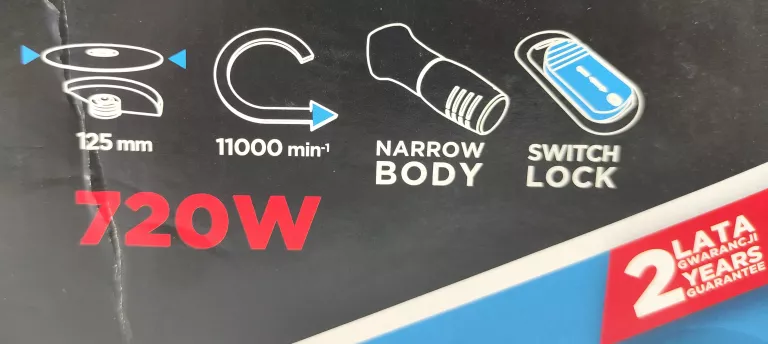 125 mm
11000 min⁻¹
NARROW
BODY
SWITCH
LOCK
720W
2 LATA
GWARANCJI
YEARS
GUARANTEE